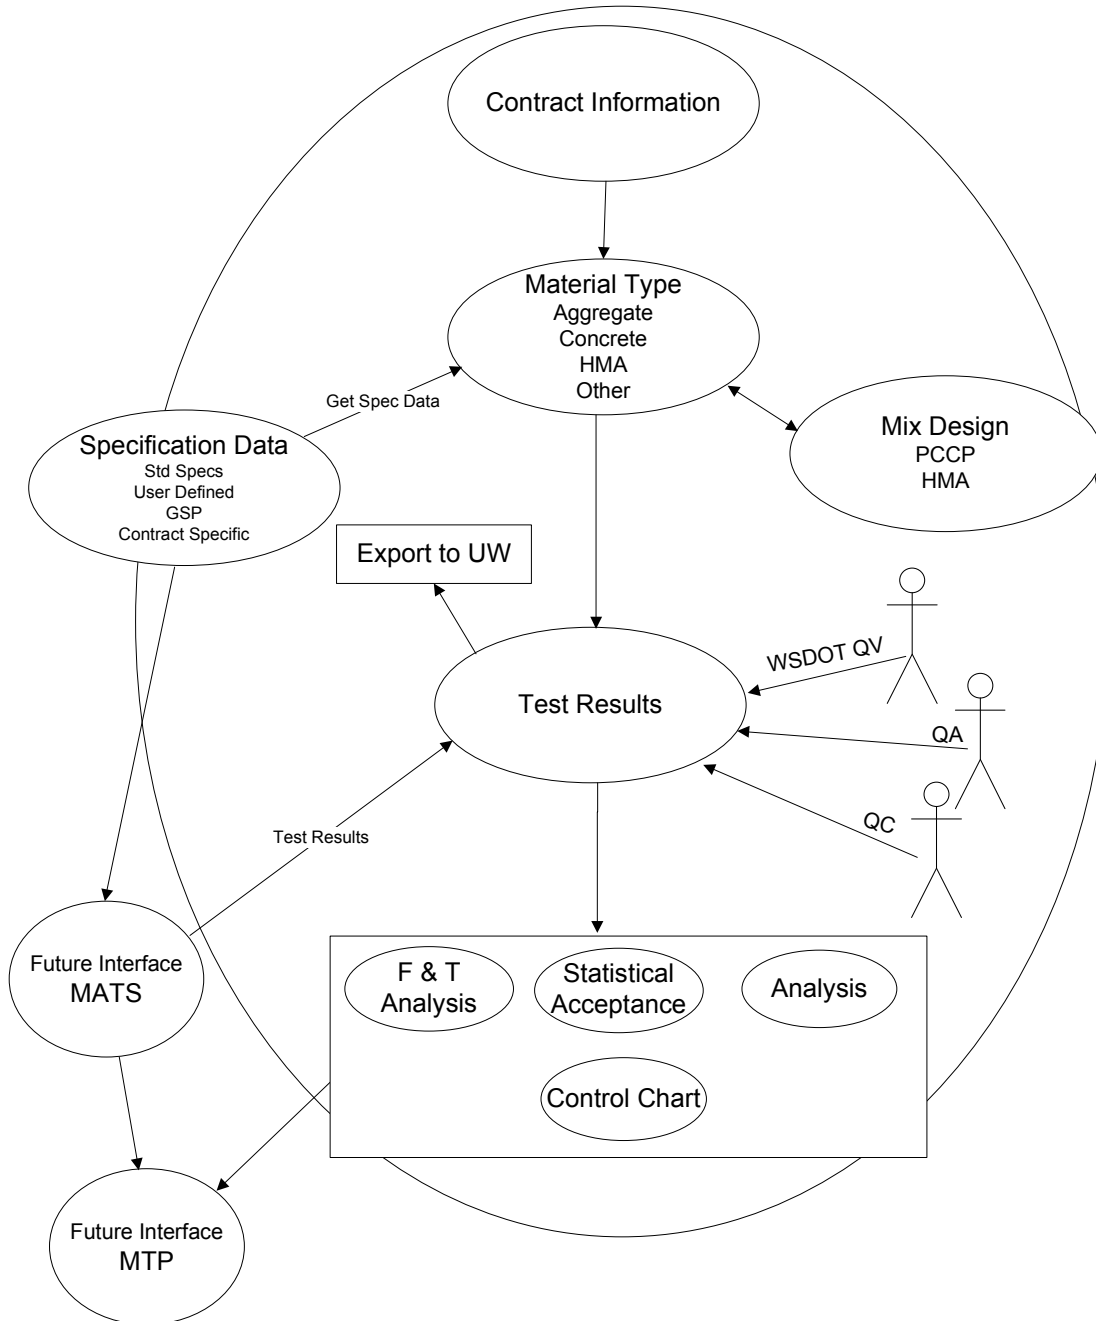 Contract Information
Material Type
Aggregate
Concrete
HMA
Other
Get Spec Data
Specification Data
Std Specs
User Defined
GSP
Contract Specific
Mix Design
PCCP
HMA
Export to UW
WSDOT QV
Test Results
QA
QC
Test Results
Future Interface
MATS
F & T
Analysis
Statistical
Acceptance
Analysis
Control Chart
Future Interface
MTP